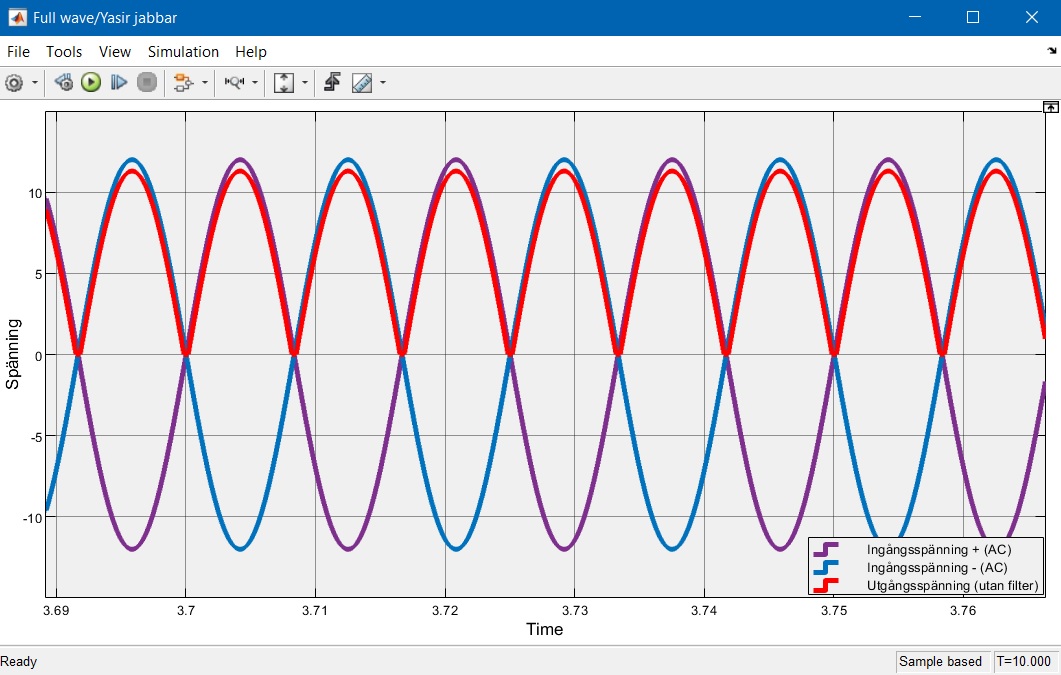 Full wave/Yasir jabbar
File Tools View Simulation Help
10
5
0
-5
-10
Spänning
3.69 3.7 3.71 3.72 3.73 3.74 3.75 3.76
Time
Ingångsspänning + (AC)
Ingångsspänning - (AC)
Utgångsspänning (utan filter)
Ready
Sample based T=10.000